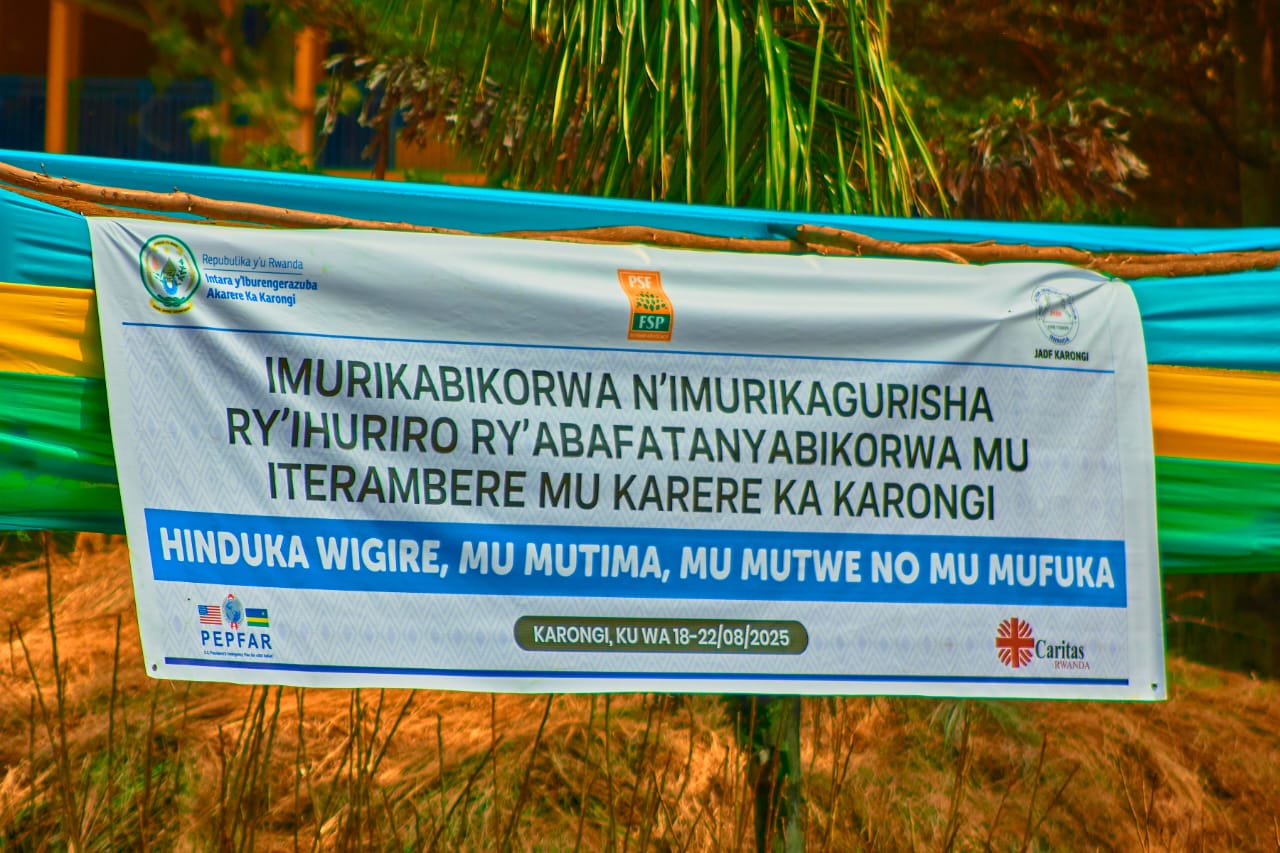 Repubulika y'u Rwanda
Intara y'Iburengerazuba
Akarere Ka Karongi
PSF
FSP
JADF KARONGI
IMURIKABIKORWA N'IMURIKAGURISHA
RY'IHURIRO RY'ABAFATANYABIKORWA MU
ITERAMBERE MU KARERE KA KARONGI
HINDUKA WIGIRE, MU MUTIMA, MU MUTWE NO MU MUFUKA
PEPFAR
KARONGI, KU WA 18-22/08/2025
Caritas
RWANDA